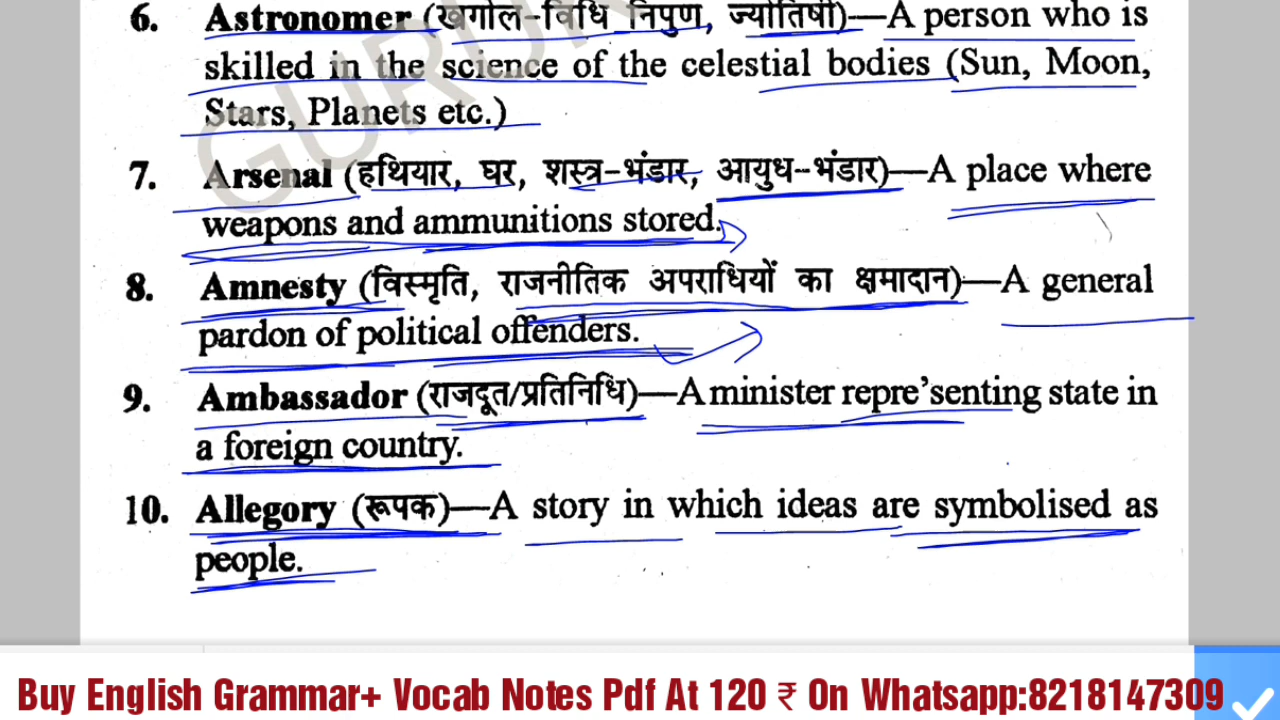 6. Astronomer (खगोल-विधि निपुण, ज्योतिषी)—A person who is
skilled in the science of the celestial bodies (Sun, Moon,
Stars, Planets etc.)
7. Arsenal (हथियार, घर, शस्त्र-भंडार, आयुध-भंडार)—A place where
weapons and ammunitions stored.
8. Amnesty (विस्मृति, राजनीतिक अपराधियों का क्षमादान)—A general
pardon of political offenders.
9. Ambassador (राजदूत/प्रतिनिधि)—A minister repre’senting state in
a foreign country.
10. Allegory (रूपक)—A story in which ideas are symbolised as
people.
Buy English Grammar+ Vocab Notes Pdf At 120 ₹ On Whatsapp:8218147309